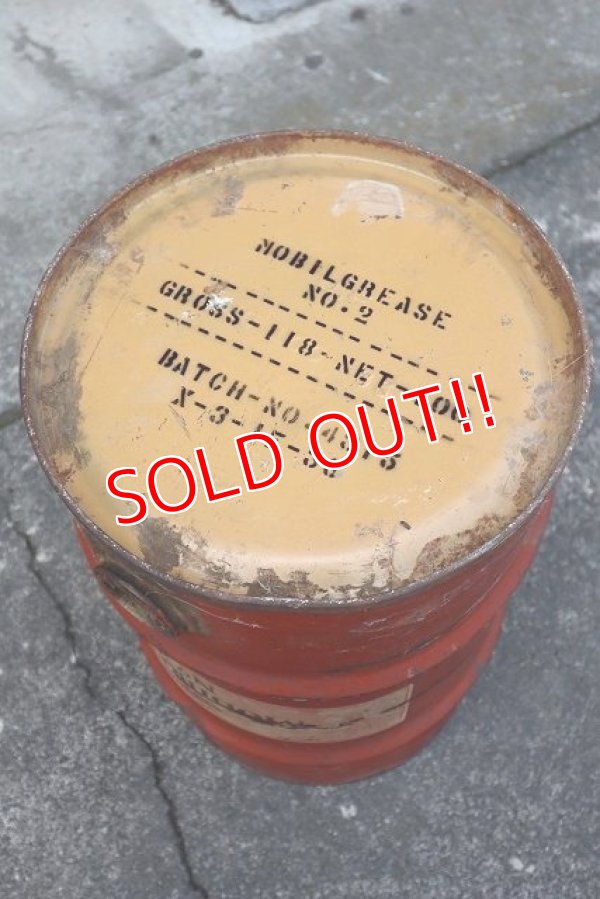 MOBILGREASE
NO·2
GROSS-118-NET-
BATCH-NO.
SOLD OUT!!